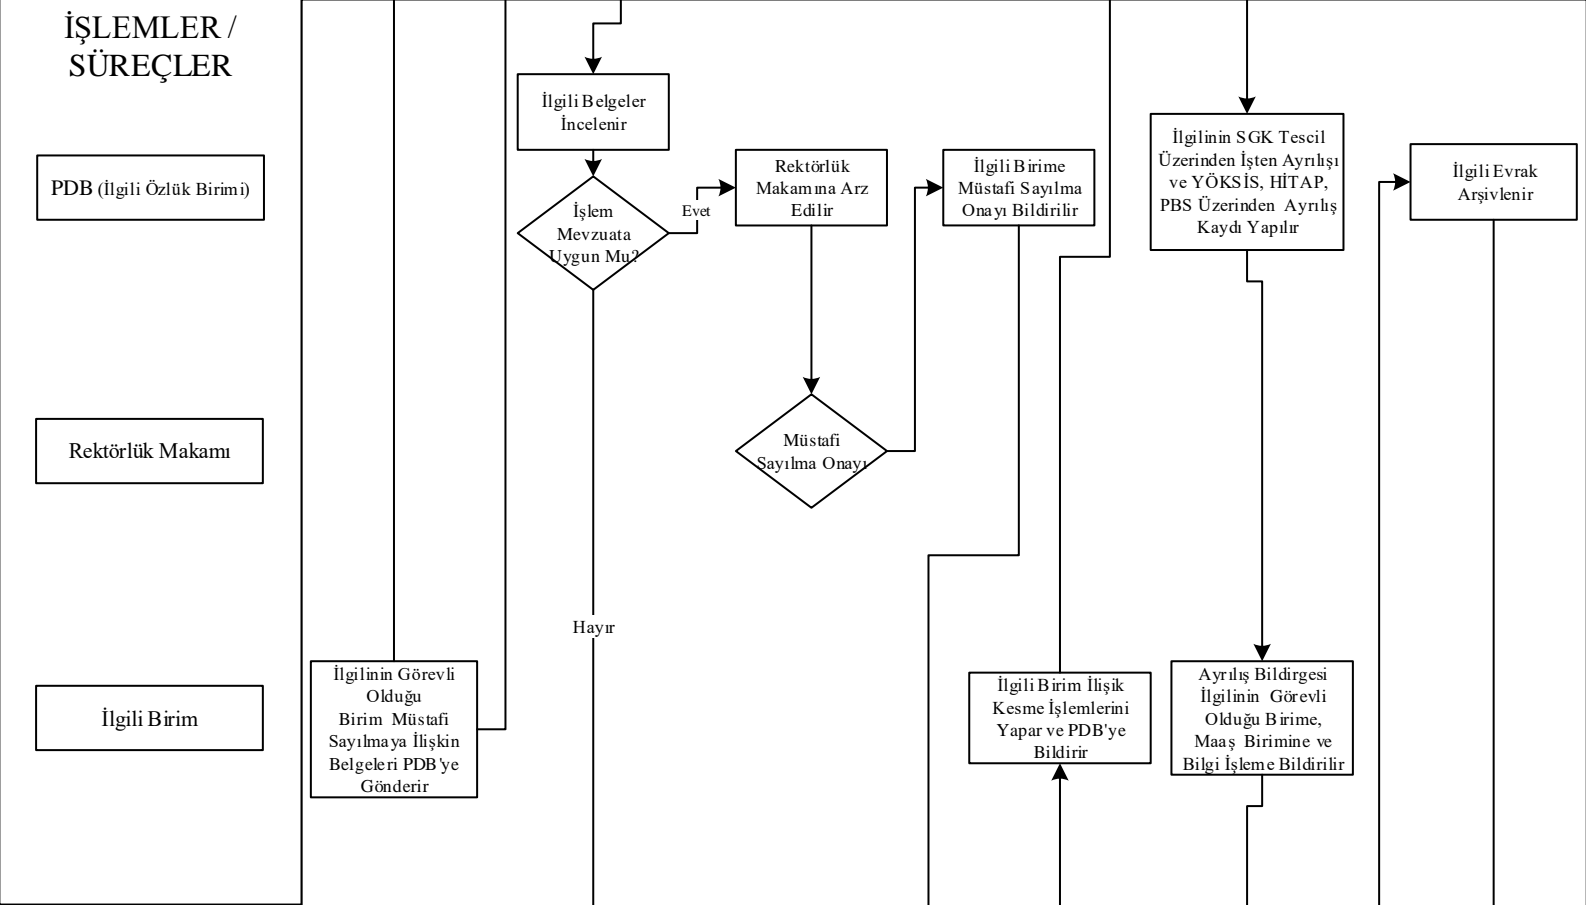 İŞLEMLER /
SÜREÇLER
PDB (İlgili Özlük Birimi)
Rektörlük Makamı
İlgili Birim
İlgilinin Görevli
Olduğu
Birim Müstafi
Sayılmaya İlişkin
Belgeleri PDB'ye
Gönderir
İlgili Belgeler
İncelenir
İşlem
Mevzuata
Uygun Mu?
Evet
Hayır
Rektörlük
Makamına Arz
Edilir
Müstafi
Sayılma Onayı
İlgili Birime
Müstafi Sayılma
Onayı Bildirilir
İlgili Birim İlişik
Kesme İşlemlerini
Yapar ve PDB'ye
Bildirir
İlgilinin SGK Tescil
Üzerinden İşten Ayrılışı
ve YÖKSİS, HİTAP,
PBS Üzerinden Ayrılış
Kaydı Yapılır
Ayrılış Bildirgesi
İlgilinin Görevli
Olduğu Birime,
Maaş Birimine ve
Bilgi İşleme Bildirilir
İlgili Evrak
Arşivlenir